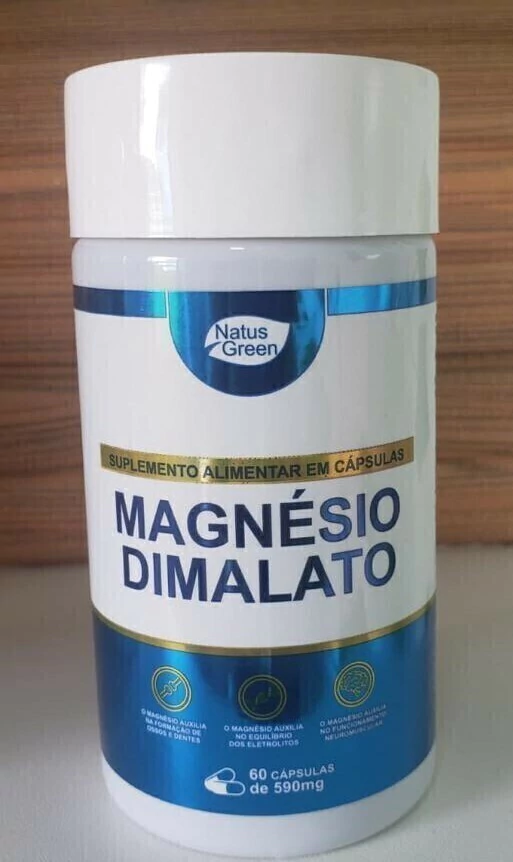 Natus
Green
SUPLEMENTO ALIMENTAR EM CÁPSULAS
MAGNÉSIO
DIMALATO
O MAGNÉSIO AUXILIA
NA FORMAÇÃO DE
OSSOS E DENTES
O MAGNÉSIO AUXILIA
NO EQUILÍBRIO
DOS ELETROLITOS
O MAGNÉSIO AUXILIA
NO FUNCIONAMENTO
NEUROMUSCULAR
60 CÁPSULAS
de 590mg